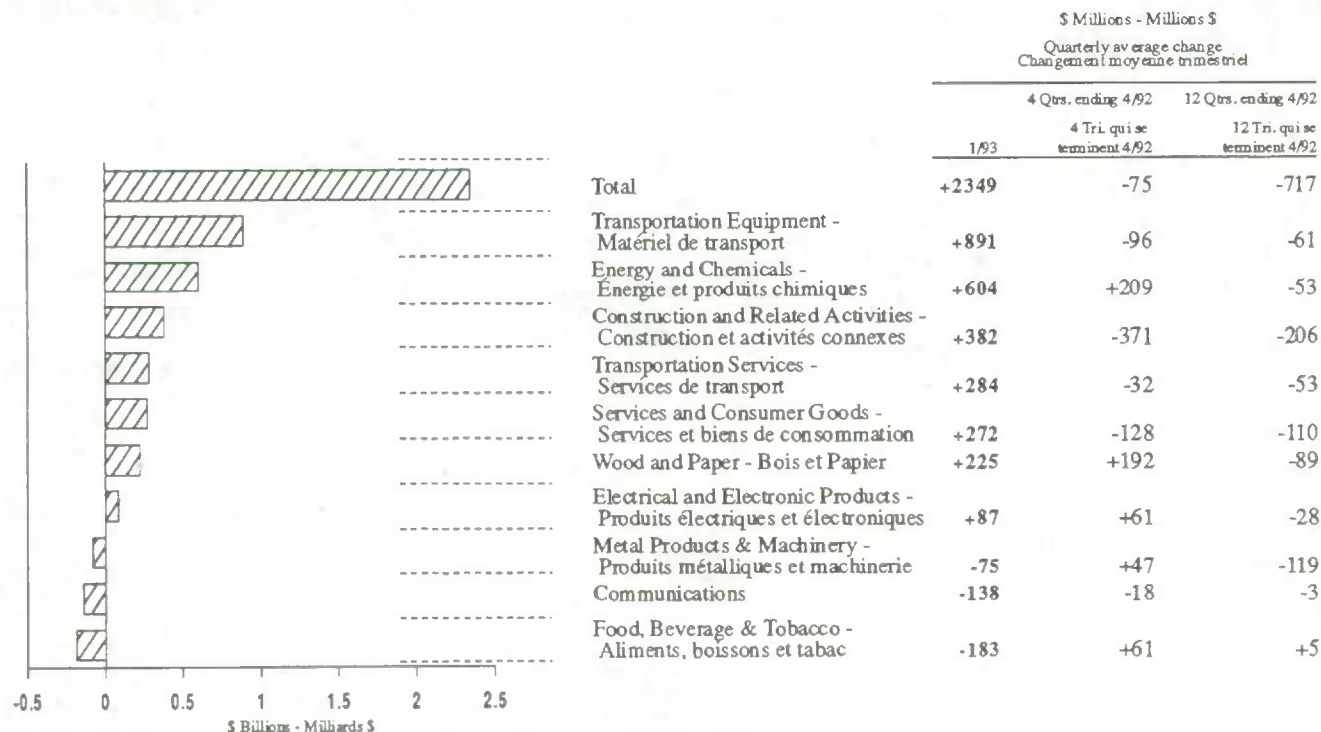 $ Millions - Millions $
Quarterly average change
Changement moyenne trimestriel
4 Qtrs. ending 4/92 12 Qtrs. ending 4/92
4 Tri. qui se 12 Tri. qui se
1/93 terminent 4/92 terminent 4/92
Total +2349 -75 -717
Transportation Equipment -
Matériel de transport +891 -96 -61
Energy and Chemicals -
Énergie et produits chimiques +604 +209 -53
Construction and Related Activities -
Construction et activités connexes +382 -371 -206
Transportation Services -
Services de transport +284 -32 -53
Services and Consumer Goods -
Services et biens de consommation +272 -128 -110
Wood and Paper - Bois et Papier +225 +192 -89
Electrical and Electronic Products -
Produits électriques et électroniques +87 +61 -28
Metal Products & Machinery -
Produits métalliques et machinerie -75 +47 -119
Communications -138 -18 -3
Food, Beverage & Tobacco -
Aliments, boissons et tabac -183 +61 +5
-0.5 0 0.5 1 1.5 2 2.5
$ Billions - Milliards $